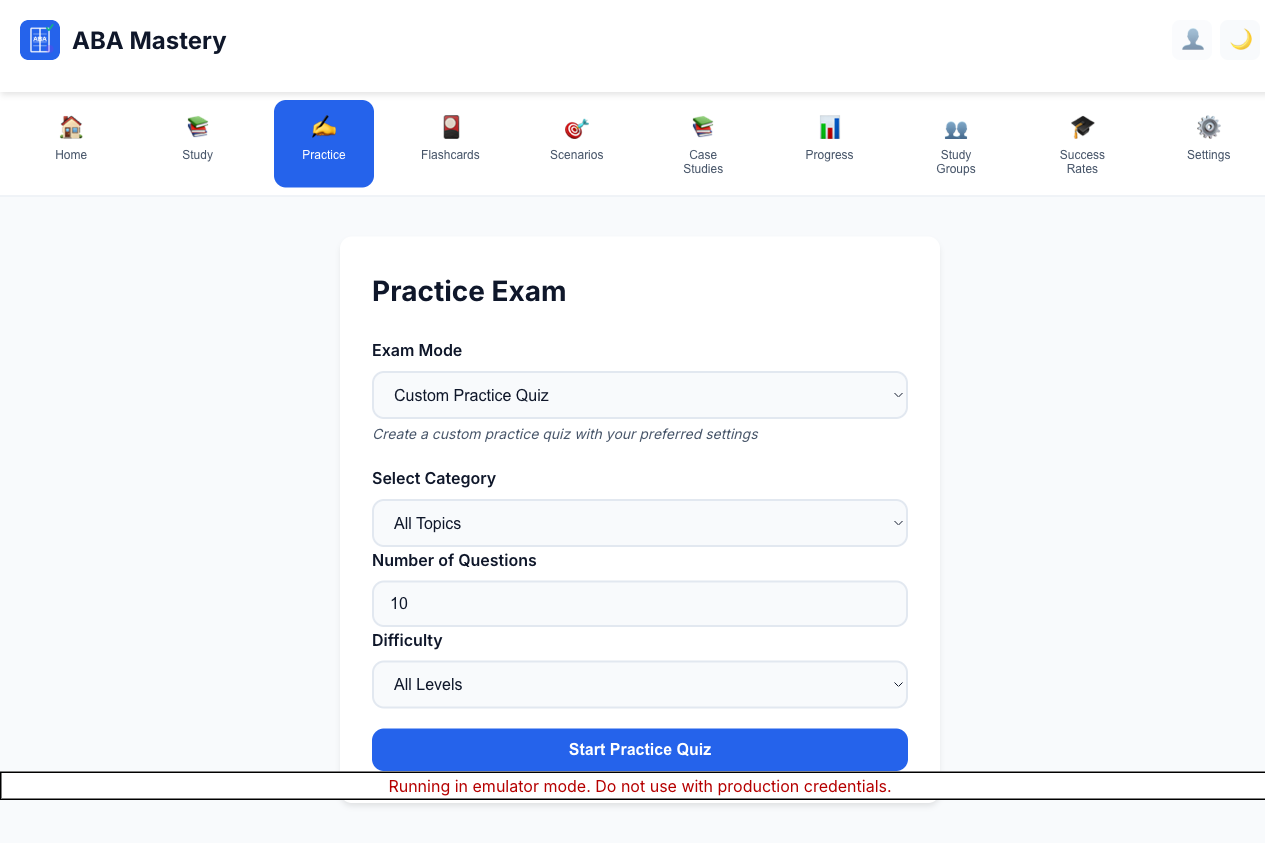 ABA
ABA Mastery
Home
Study
Practice
Flashcards
Scenarios
Case
Studies
Progress
Study
Groups
Success
Rates
Settings
Practice Exam
Exam Mode
Custom Practice Quiz
Create a custom practice quiz with your preferred settings
Select Category
All Topics
Number of Questions
10
Difficulty
All Levels
Start Practice Quiz
Running in emulator mode. Do not use with production credentials.